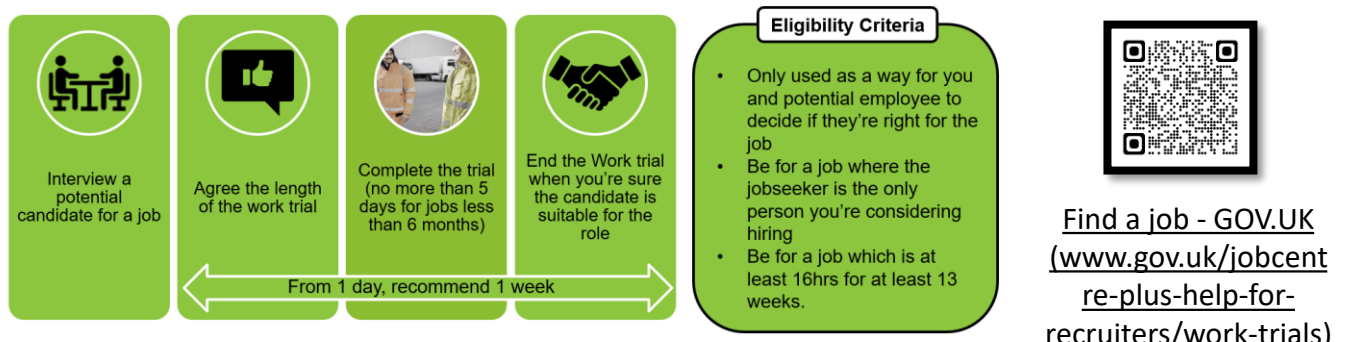 Interview a
potential
candidate for a job
Agree the length
of the work trial
Complete the trial
(no more than 5
days for jobs less
than 6 months)
End the Work trial
when you're sure
the candidate is
suitable for the
role
From 1 day, recommend 1 week
Eligibility Criteria
• Only used as a way for you
and potential employee to
decide if they're right for the
job
• Be for a job where the
jobseeker is the only
person you're considering
hiring
• Be for a job which is at
least 16hrs for at least 13
weeks.
Find a job - GOV.UK
(www.gov.uk/jobcent
re-plus-help-for-
recruiters/work-trials)